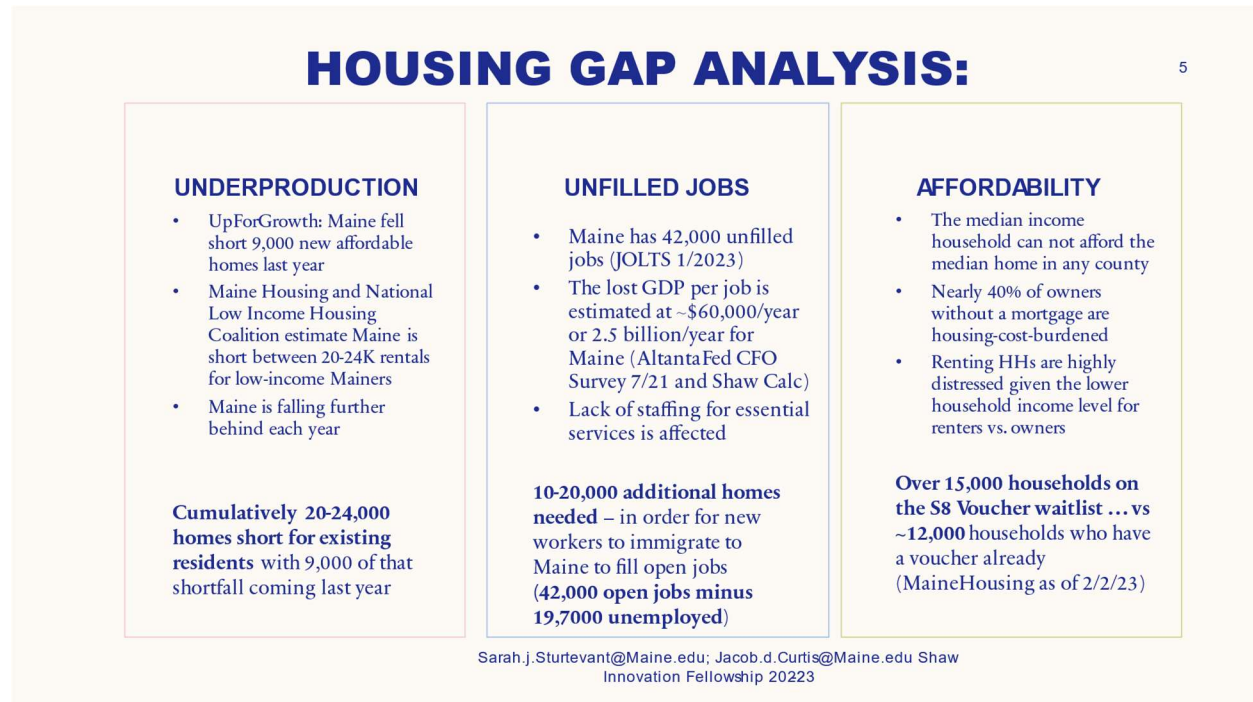 HOUSING GAP ANALYSIS:
5
UNDERPRODUCTION
• UpForGrowth: Maine fell
short 9,000 new affordable
homes last year
• Maine Housing and National
Low Income Housing
Coalition estimate Maine is
short between 20-24K rentals
for low-income Mainers
• Maine is falling further
behind each year
Cumulatively 20-24,000
homes short for existing
residents with 9,000 of that
shortfall coming last year
UNFILLED JOBS
• Maine has 42,000 unfilled
jobs (JOLTS 1/2023)
• The lost GDP per job is
estimated at ~$60,000/year
or 2.5 billion/year for
Maine (AltantaFed CFO
Survey 7/21 and Shaw Calc)
• Lack of staffing for essential
services is affected
10-20,000 additional homes
needed – in order for new
workers to immigrate to
Maine to fill open jobs
(42,000 open jobs minus
19,7000 unemployed)
AFFORDABILITY
• The median income
household can not afford the
median home in any county
• Nearly 40% of owners
without a mortgage are
housing-cost-burdened
• Renting HHs are highly
distressed given the lower
household income level for
renters vs. owners
Over 15,000 households on
the S8 Voucher waitlist … vs
~12,000 households who have
a voucher already
(MaineHousing as of 2/2/23)
Sarah.j.Sturtevant@Maine.edu; Jacob.d.Curtis@Maine.edu Shaw
Innovation Fellowship 2022-23